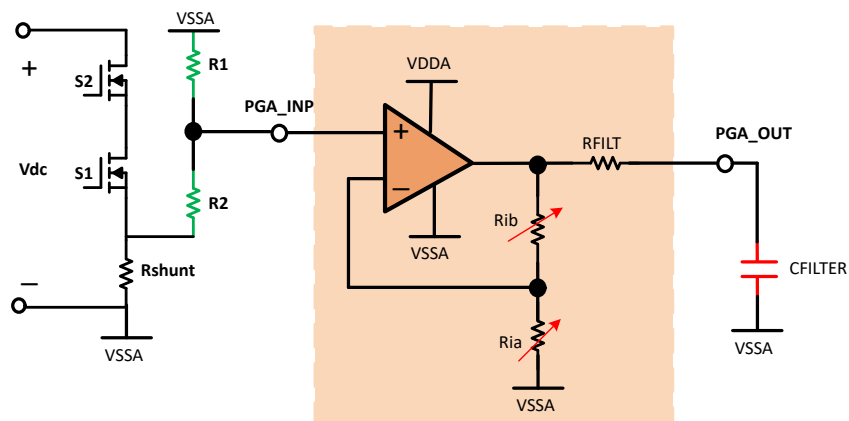 VSSA
R1
+
S2
VDDA
PGA_INP
+
PGA_OUT
RFILT
Vdc
S1
−
R2
Rib
VSSA
−
Rshunt
CFILTER
Ria
VSSA
VSSA
VSSA